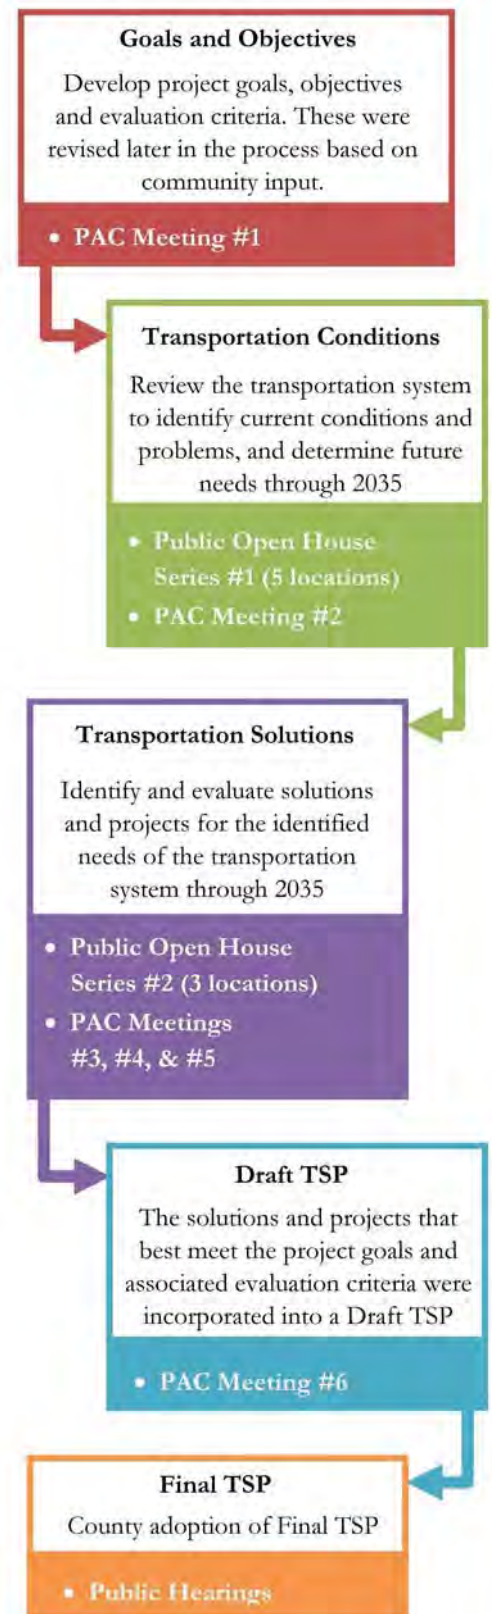 Goals and Objectives
Develop project goals, objectives
and evaluation criteria. These were
revised later in the process based on
community input.
• PAC Meeting #1
Transportation Conditions
Review the transportation system
to identify current conditions and
problems, and determine future
needs through 2035
• Public Open House
Series #1 (5 locations)
• PAC Meeting #2
Transportation Solutions
Identify and evaluate solutions
and projects for the identified
needs of the transportation
system through 2035
• Public Open House
Series #2 (3 locations)
• PAC Meetings
#3, #4, & #5
Draft TSP
The solutions and projects that
best meet the project goals and
associated evaluation criteria were
incorporated into a Draft TSP
• PAC Meeting #6
Final TSP
County adoption of Final TSP
• Public Hearings